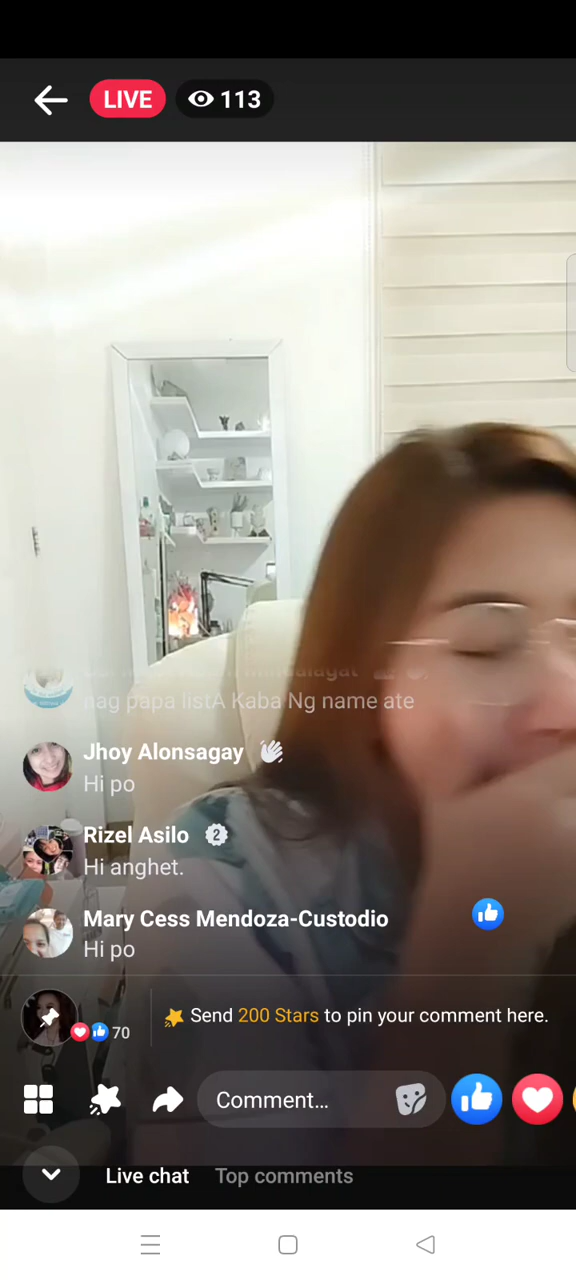 LIVE
113
nag papa listA Kaba Ng name ate
Jhoy Alonsagay
Hi po
Rizel Asilo 2
Hi anghet.
Mary Cess Mendoza-Custodio
Hi po
70
Send 200 Stars to pin your comment here.
Comment...
Live chat Top comments